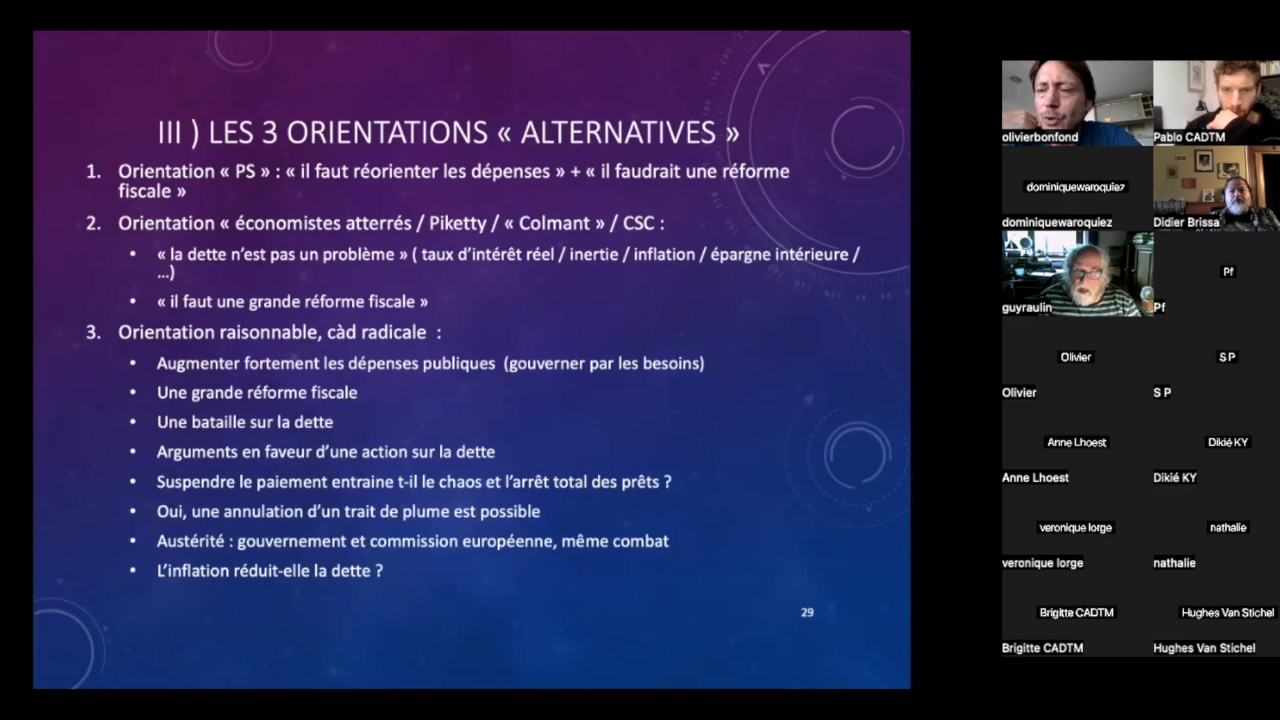 III ) LES 3 ORIENTATIONS « ALTERNATIVES »
1. Orientation « PS » : « il faut réorienter les dépenses » + « il faudrait une réforme
fiscale »
2. Orientation « économistes atterrés / Piketty / « Colmant » / CSC :
• « la dette n'est pas un problème » ( taux d'intérêt réel / inertie / inflation / épargne intérieure /
...)
• « il faut une grande réforme fiscale »
3. Orientation raisonnable, càd radicale :
• Augmenter fortement les dépenses publiques (gouverner par les besoins)
• Une grande réforme fiscale
• Une bataille sur la dette
• Arguments en faveur d'une action sur la dette
• Suspendre le paiement entraine t-il le chaos et l'arrêt total des prêts ?
• Oui, une annulation d'un trait de plume est possible
• Austérité : gouvernement et commission européenne, même combat
• L'inflation réduit-elle la dette ?
29
olivierbonfond
Pablo CADTM
dominiquewaroquiez
dominiquewaroquiez
Didier Brissa
guyraulin
Pf
Pf
Olivier
S P
Olivier
S P
Anne Lhoest
Dikié KY
Anne Lhoest
Dikié KY
veronique lorge
nathalie
veronique lorge
nathalie
Brigitte CADTM
Hughes Van Stichel
Brigitte CADTM
Hughes Van Stichel